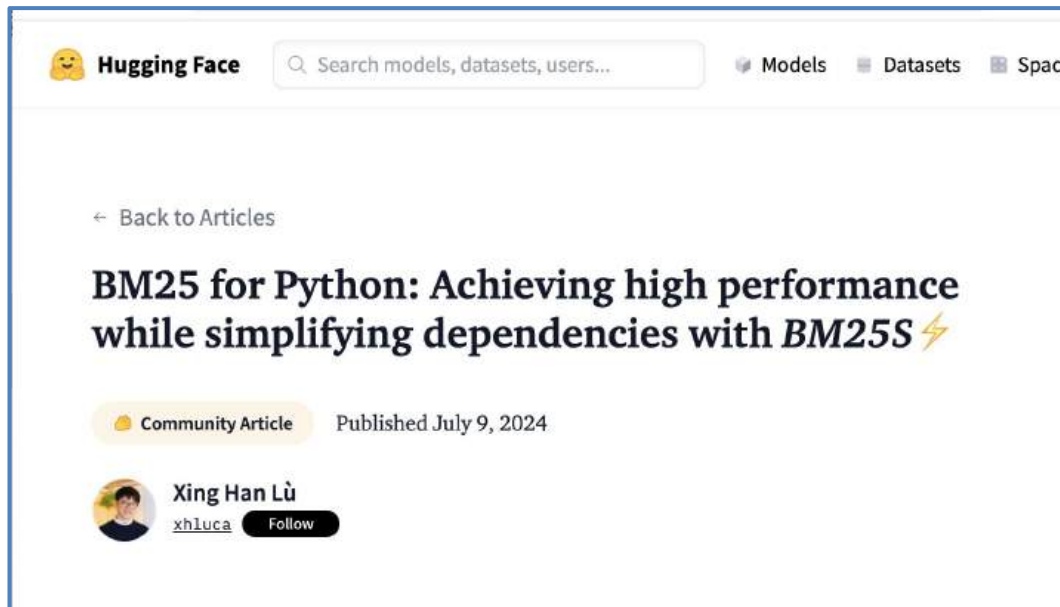 Hugging Face
Search models, datasets, users...
Models
Datasets
Spac
← Back to Articles
BM25 for Python: Achieving high performance
while simplifying dependencies with BM25S⚡
Community Article
Published July 9, 2024
Xing Han Lù
xhluca
Follow